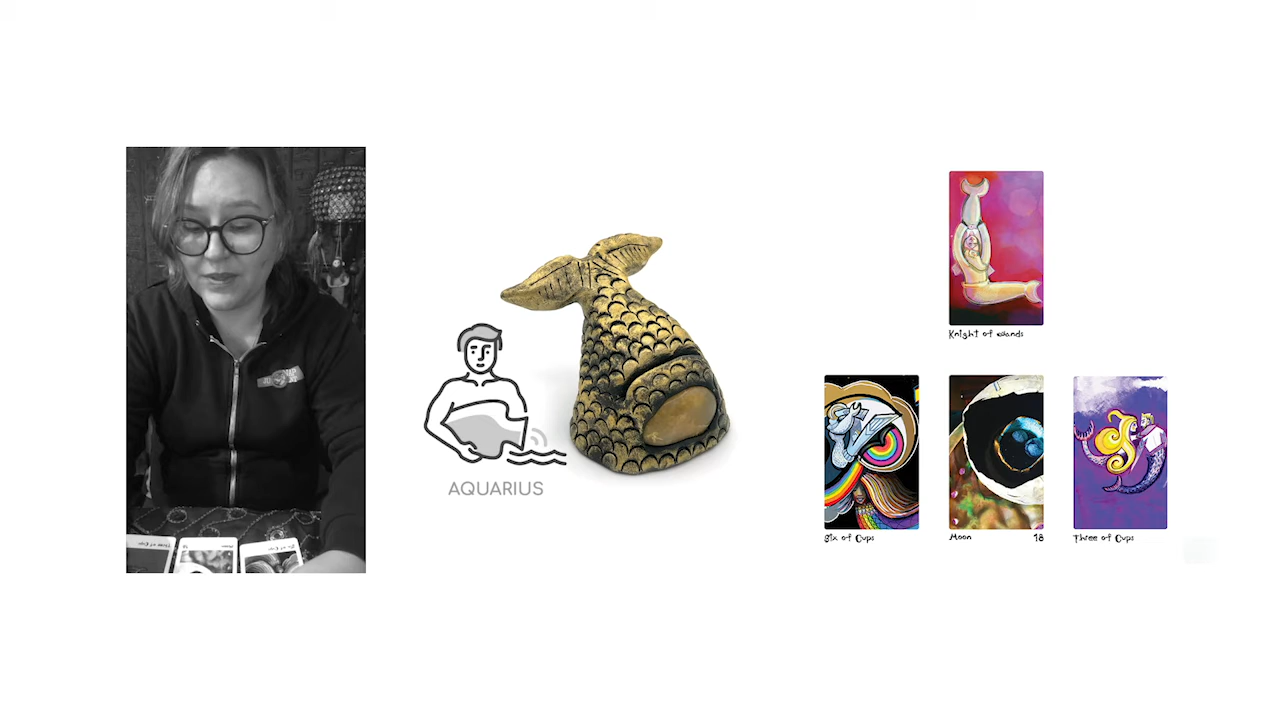 AQUARIUS
Knight of wands
Six of Cups
Moon 18
Three of Cups